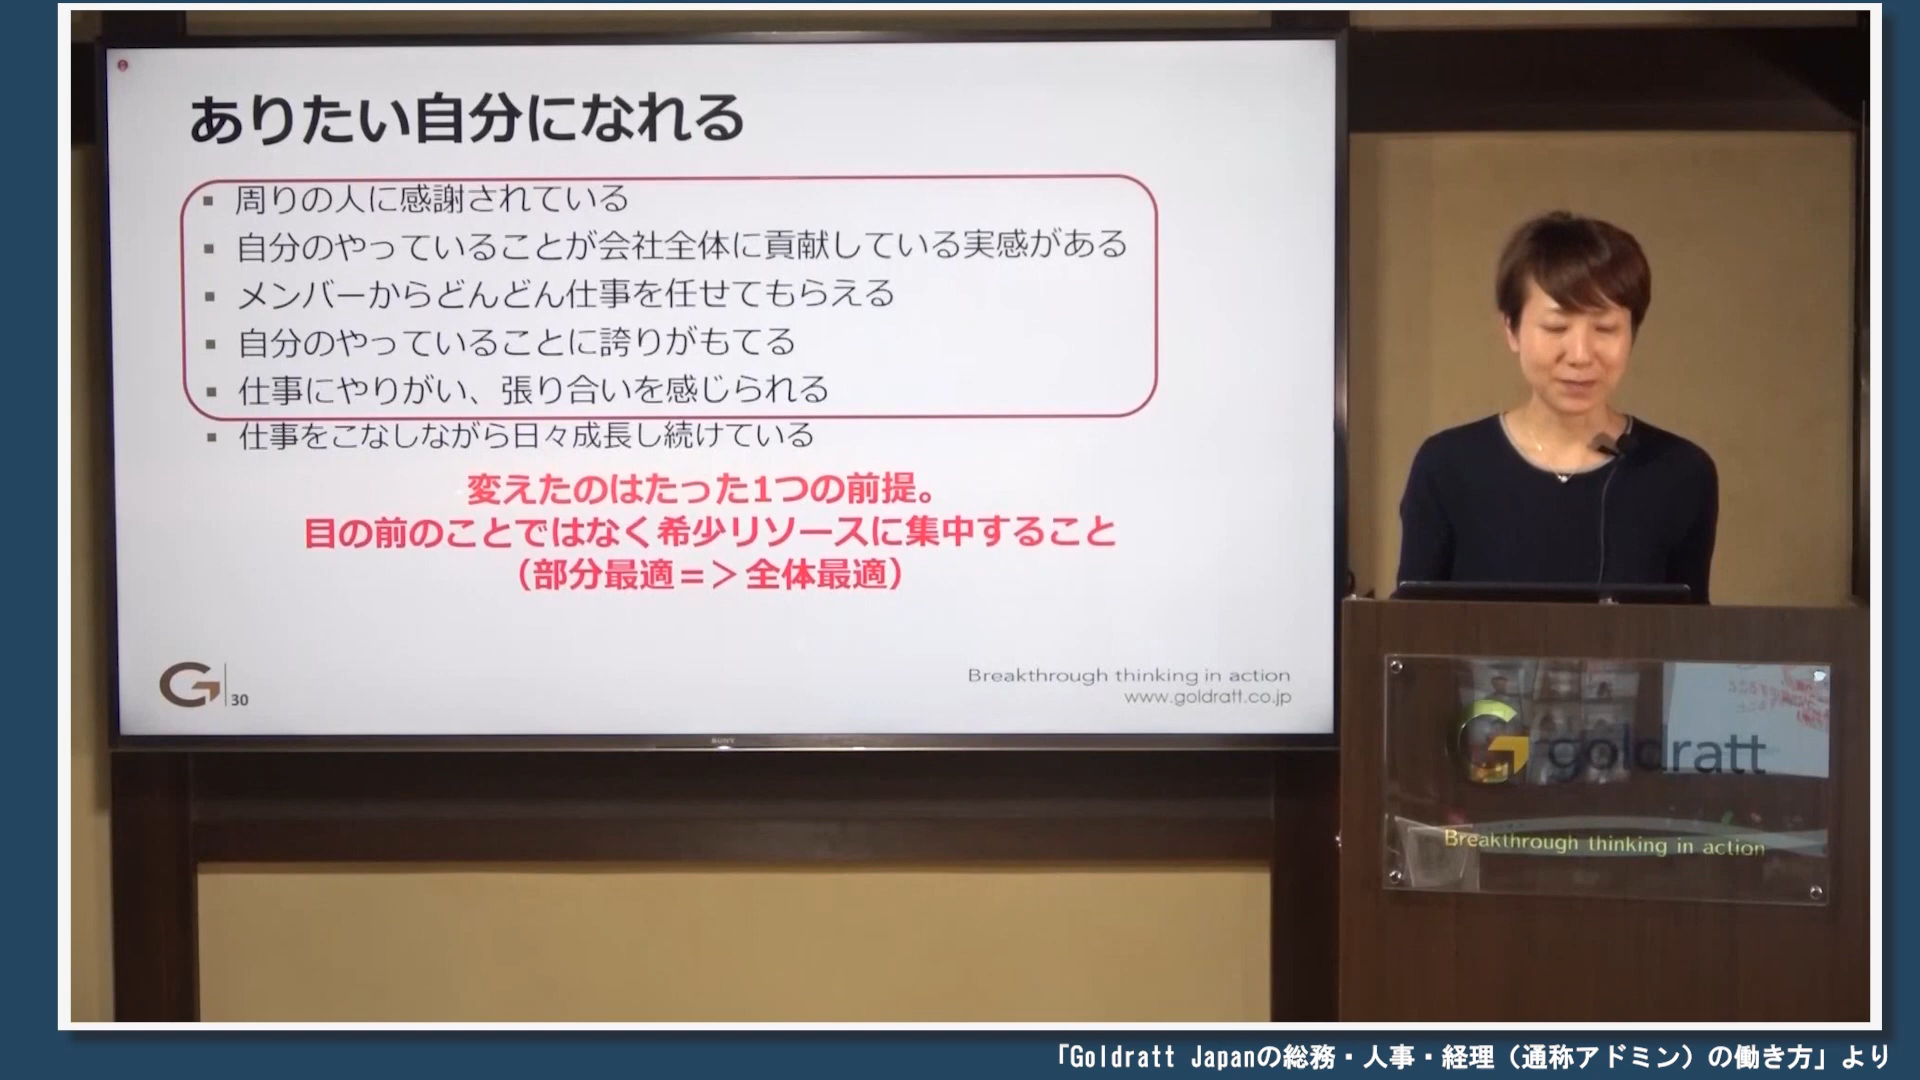 ありたい自分になれる
▪ 周りの人に感謝されている
▪ 自分のやっていることが会社全体に貢献している実感がある
▪ メンバーからどんどん仕事を任せてもらえる
▪ 自分のやっていることに誇りがもてる
▪ 仕事にやりがい、張り合いを感じられる
▪ 仕事をこなしながら日々成長し続けている
変えたのはたった1つの前提。
目の前のことではなく希少リソースに集中すること
（部分最適＝＞全体最適）
G 30
Breakthrough thinking in action
www.goldratt.co.jp
SONY
goldratt
Breakthrough thinking in action
「Goldratt Japanの総務・人事・経理（通称アドミン）の働き方」より